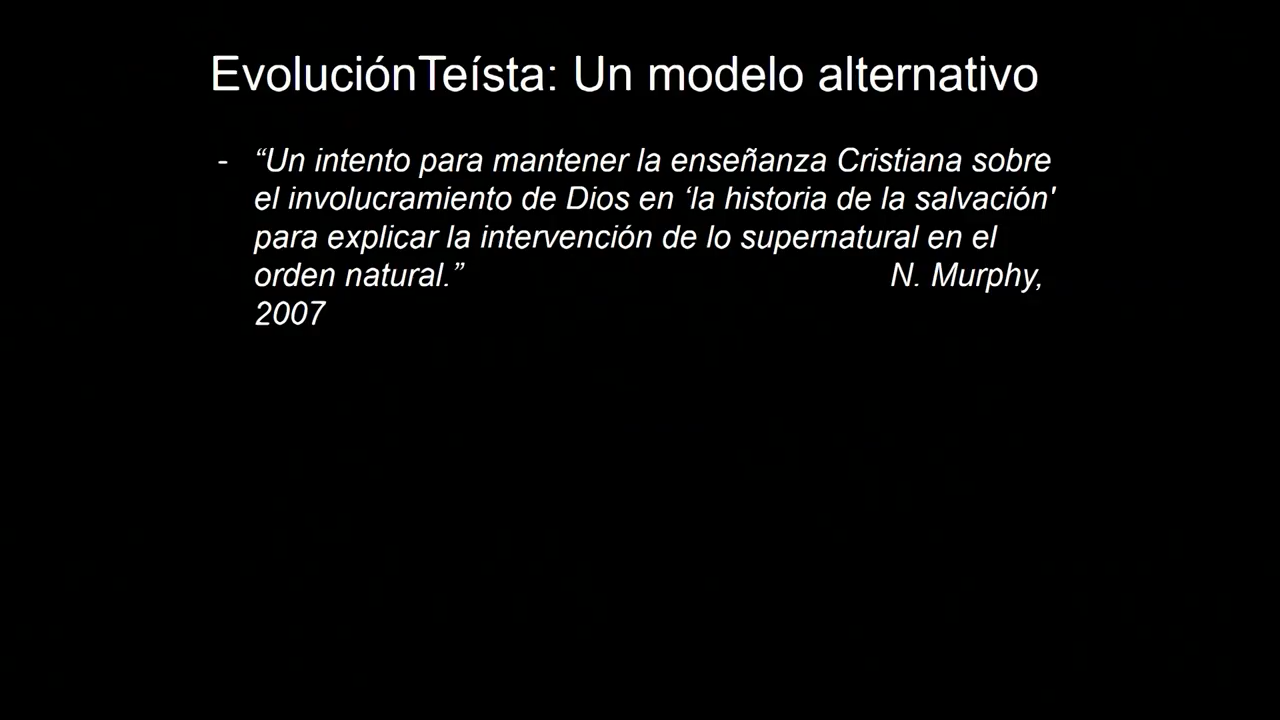 EvoluciónTeísta: Un modelo alternativo
- “Un intento para mantener la enseñanza Cristiana sobre
el involucramiento de Dios en ‘la historia de la salvación'
para explicar la intervención de lo supernatural en el
orden natural.” N. Murphy,
2007